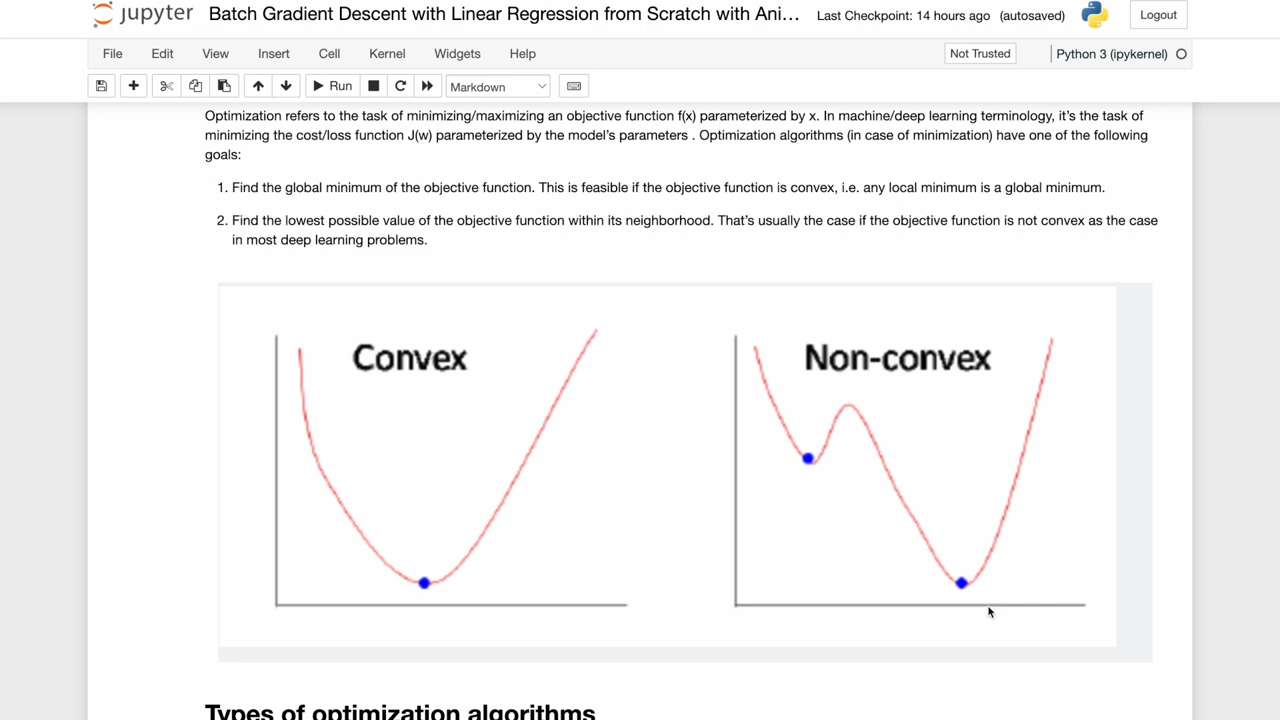 jupyter Batch Gradient Descent with Linear Regression from Scratch with Ani... Last Checkpoint: 14 hours ago (autosaved) Logout
File Edit View Insert Cell Kernel Widgets Help Not Trusted Python 3 (ipykernel)
Run Markdown
Optimization refers to the task of minimizing/maximizing an objective function f(x) parameterized by x. In machine/deep learning terminology, it's the task of
minimizing the cost/loss function J(w) parameterized by the model's parameters . Optimization algorithms (in case of minimization) have one of the following
goals:
1. Find the global minimum of the objective function. This is feasible if the objective function is convex, i.e. any local minimum is a global minimum.
2. Find the lowest possible value of the objective function within its neighborhood. That's usually the case if the objective function is not convex as the case
in most deep learning problems.
Convex
Non-convex
Types of optimization algorithms